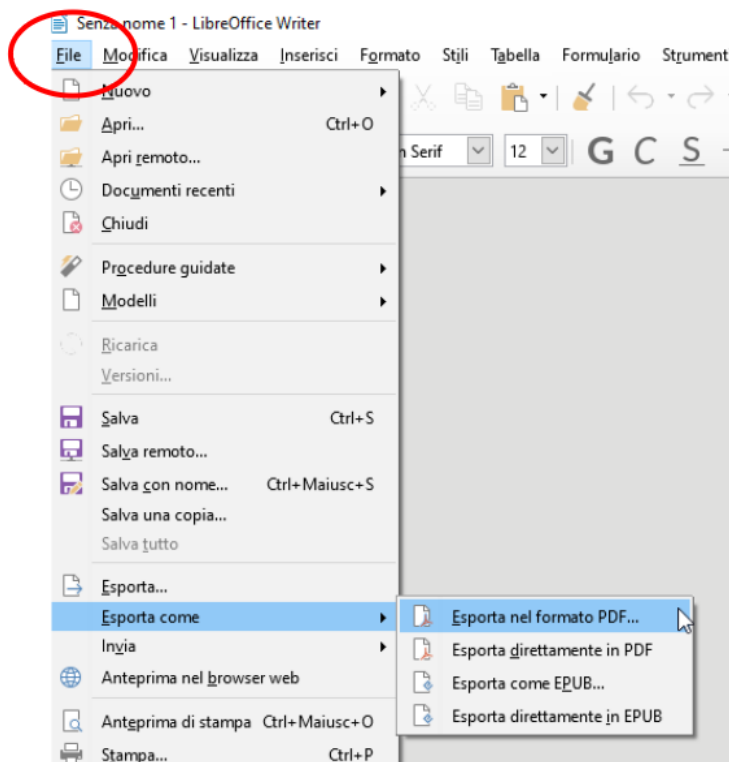 Senza nome 1 - LibreOffice Writer
File Modifica Visualizza Inserisci Formato Stili Tabella Formulario Strument
Nuovo
Apri... Ctrl+O
Apri remoto...
n Serif 12 G C S
Documenti recenti
Chiudi
Procedure guidate
Modelli
Ricarica
Versioni...
Salva Ctrl+S
Salva remoto...
Salva con nome... Ctrl+Maiusc+S
Salva una copia...
Salva tutto
Esporta...
Esporta come
Esporta nel formato PDF...
Invia
Esporta direttamente in PDF
Anteprima nel browser web
Esporta come EPUB...
Anteprima di stampa Ctrl+Maiusc+O
Esporta direttamente in EPUB
Stampa... Ctrl+P